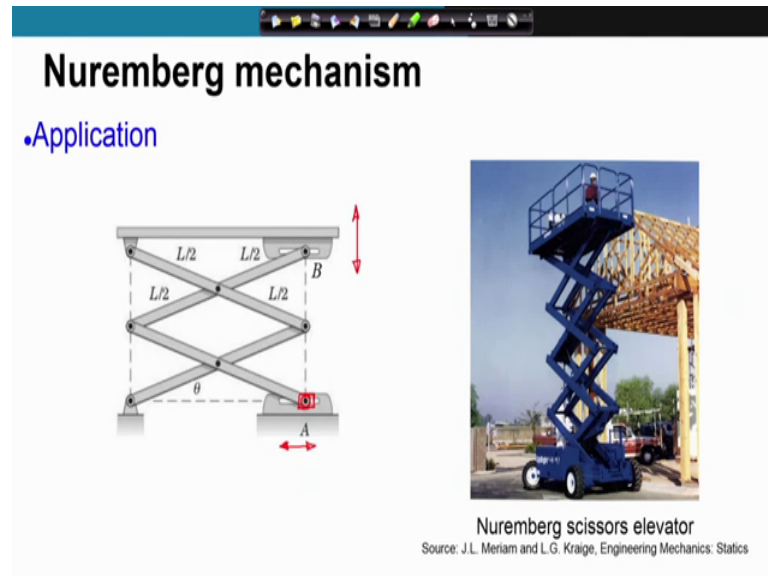 Nuremberg mechanism
•Application
L/2 L/2
B
L/2 L/2
θ
A
Nuremberg scissors elevator
Source: J.L. Meriam and L.G. Kraige, Engineering Mechanics: Statics